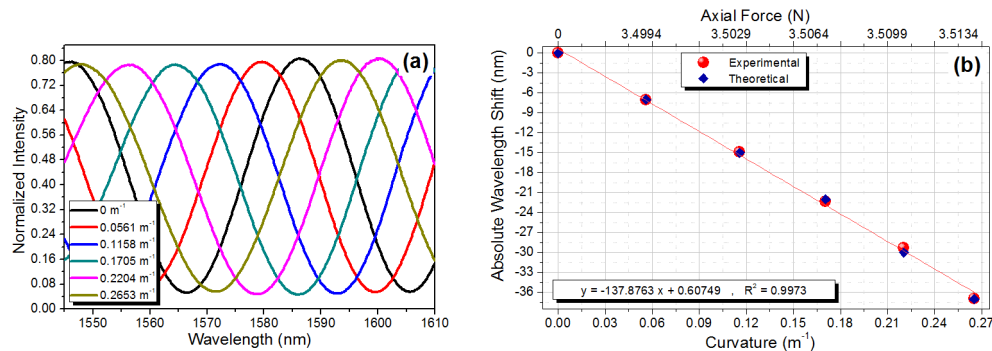 (a)
Normalized Intensity
0.80
0.72
0.64
0.56
0.48
0.40
0.32
0.24
0.16
0.08
0.00
0 m⁻¹
0.0561 m⁻¹
0.1158 m⁻¹
0.1705 m⁻¹
0.2204 m⁻¹
0.2653 m⁻¹
1550 1560 1570 1580 1590 1600 1610
Wavelength (nm)
Axial Force (N)
0 3.4994 3.5029 3.5064 3.5099 3.5134
(b)
Absolute Wavelength Shift (nm)
0
-6
-9
-15
-21
-24
-30
-36
Experimental
Theoretical
y = -137.8763 x + 0.60749 , R² = 0.9973
0.00 0.03 0.06 0.09 0.12 0.15 0.18 0.21 0.24 0.27
Curvature (m⁻¹)